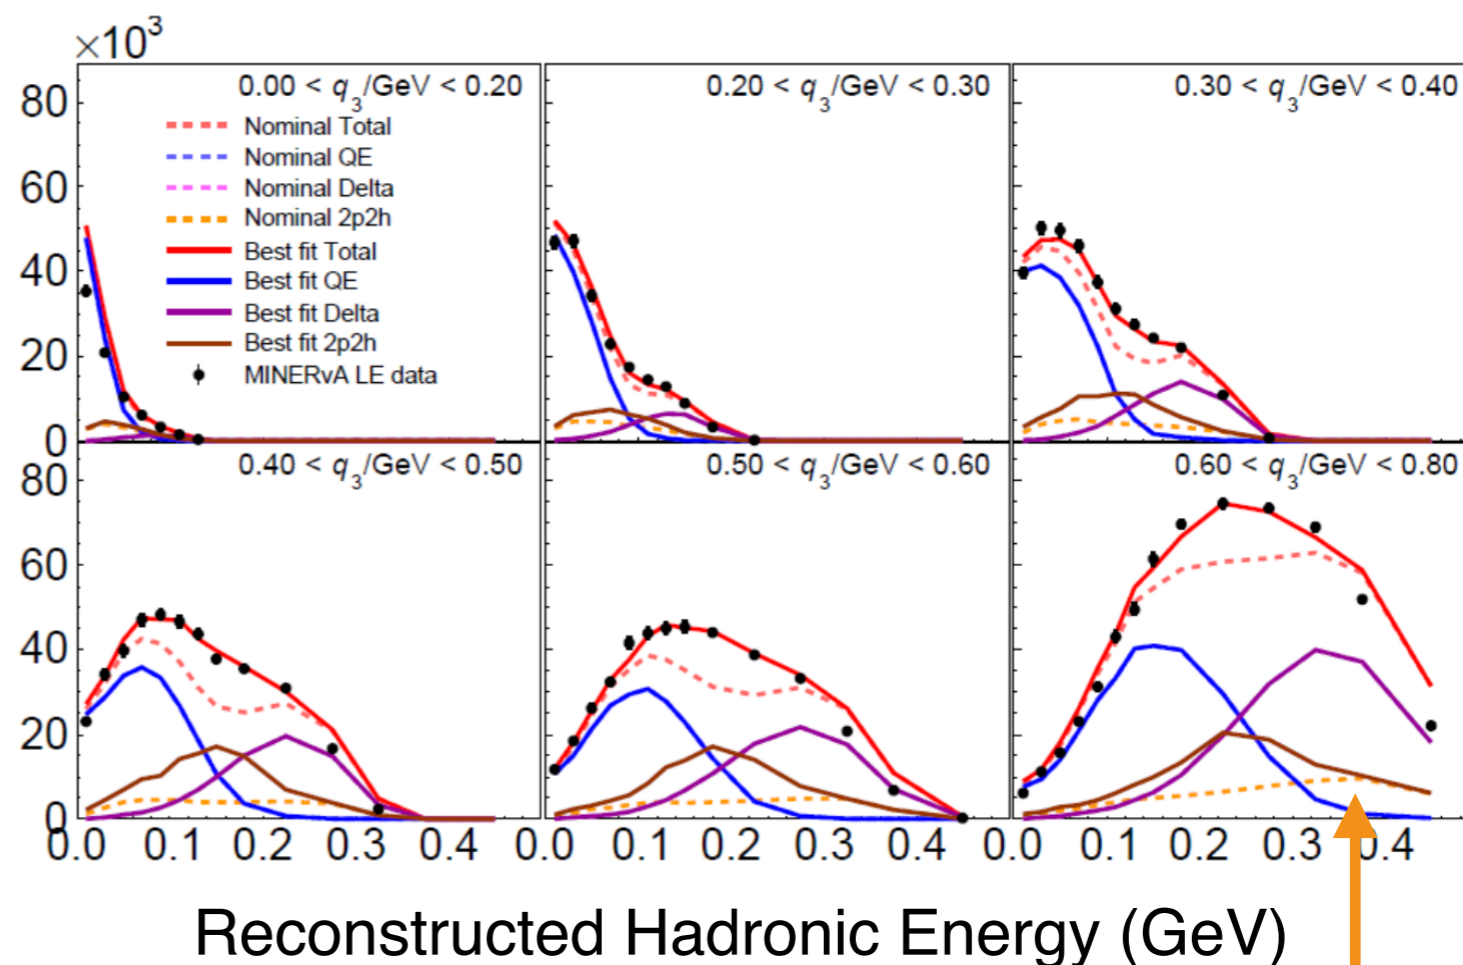 ×10³
0.00 < q₃/GeV < 0.20
0.20 < q₃/GeV < 0.30
0.30 < q₃/GeV < 0.40
80
60
40
20
0
Nominal Total
Nominal QE
Nominal Delta
Nominal 2p2h
Best fit Total
Best fit QE
Best fit Delta
Best fit 2p2h
MINERvA LE data
0.40 < q₃/GeV < 0.50
0.50 < q₃/GeV < 0.60
0.60 < q₃/GeV < 0.80
80
60
40
20
0
0.0 0.1 0.2 0.3 0.4 0.0 0.1 0.2 0.3 0.4 0.0 0.1 0.2 0.3 0.4
Reconstructed Hadronic Energy (GeV)